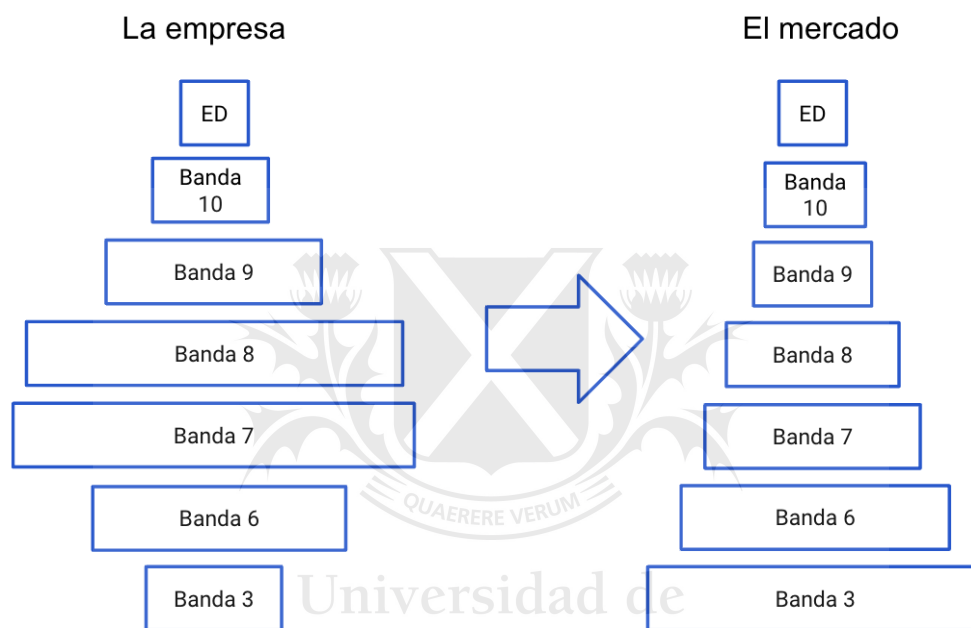 La empresa
El mercado
ED
ED
Banda
10
Banda
10
Banda 9
Banda 9
Banda 8
Banda 8
Banda 7
Banda 7
Banda 6
Banda 6
QUAERERE VERUM
Banda 3
Banda 3
Universidad de